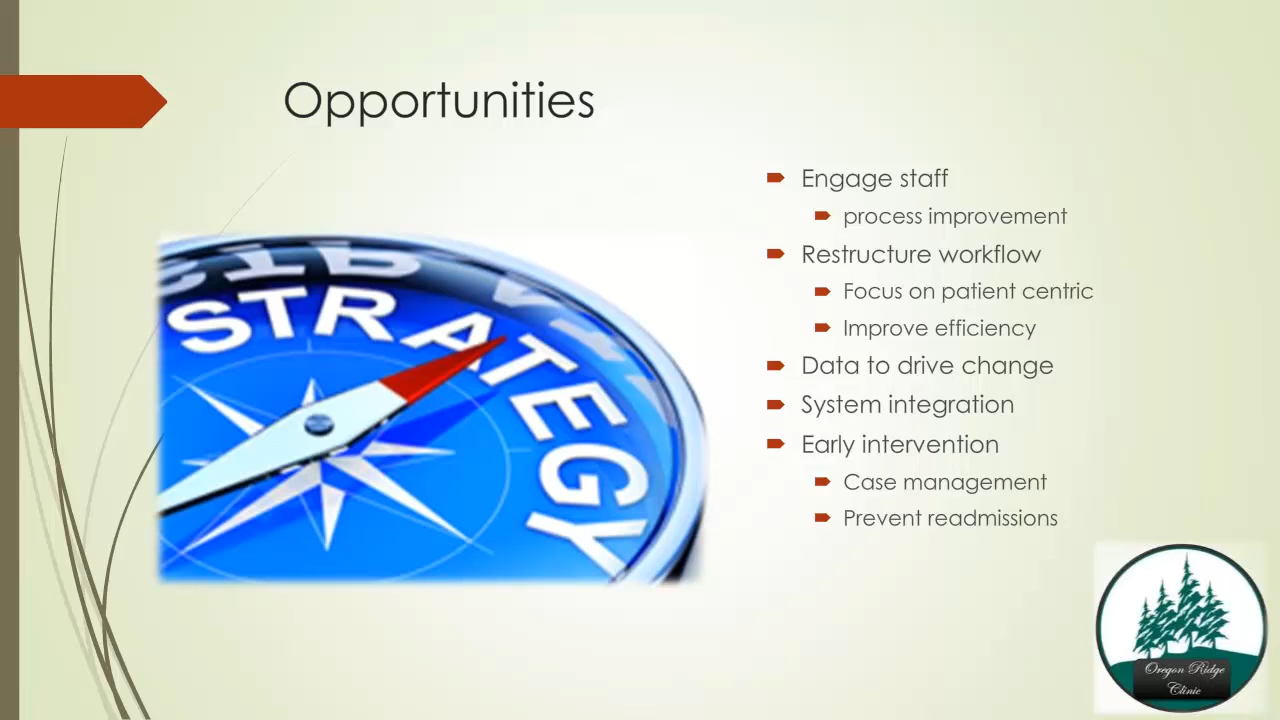 Opportunities
Engage staff
process improvement
Restructure workflow
Focus on patient centric
Improve efficiency
Data to drive change
System integration
Early intervention
Case management
Prevent readmissions
STRATEGY
Oregon Ridge
Clinic